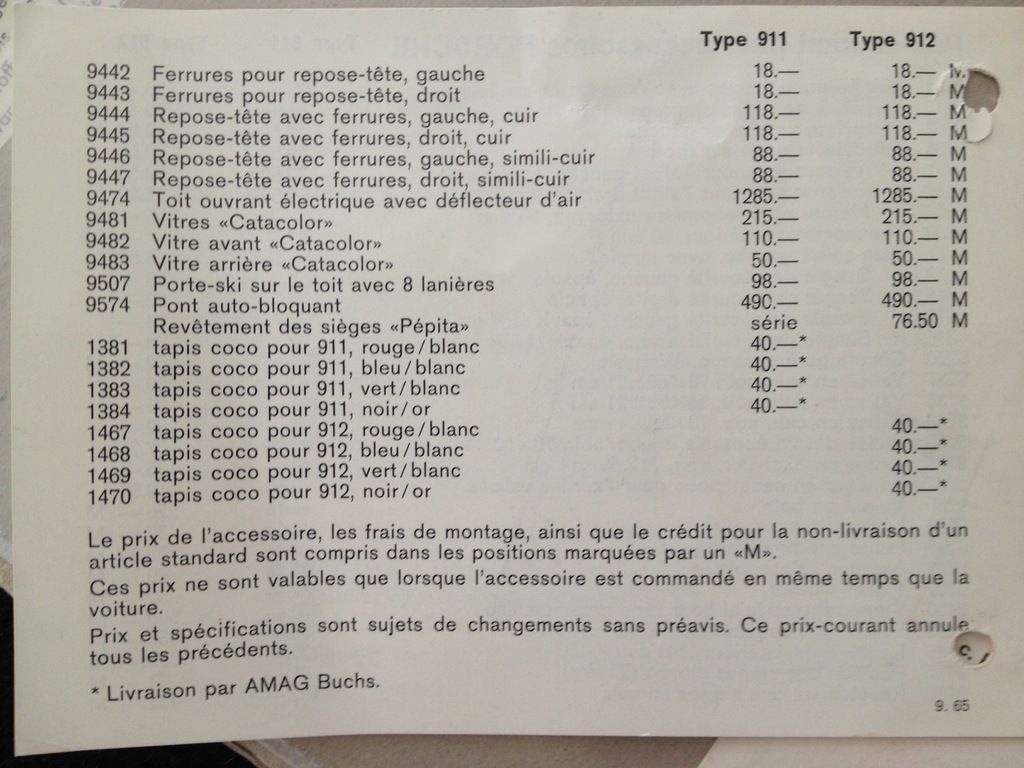 Type 911 Type 912
9442 Ferrures pour repose-tête, gauche 18.— 18.— M
9443 Ferrures pour repose-tête, droit 18.— 18.— M
9444 Repose-tête avec ferrures, gauche, cuir 118.— 118.— M
9445 Repose-tête avec ferrures, droit, cuir 118.— 118.— M
9446 Repose-tête avec ferrures, gauche, simili-cuir 88.— 88.— M
9447 Repose-tête avec ferrures, droit, simili-cuir 88.— 88.— M
9474 Toit ouvrant électrique avec déflecteur d'air 1285.— 1285.— M
9481 Vitres «Catacolor» 215.— 215.— M
9482 Vitre avant «Catacolor» 110.— 110.— M
9483 Vitre arrière «Catacolor» 50.— 50.— M
9507 Porte-ski sur le toit avec 8 lanières 98.— 98.— M
9574 Pont auto-bloquant 490.— 490.— M
Revêtement des sièges «Pépita» série 76.50 M
1381 tapis coco pour 911, rouge/blanc 40.—*
1382 tapis coco pour 911, bleu/blanc 40.—*
1383 tapis coco pour 911, vert/blanc 40.—*
1384 tapis coco pour 911, noir/or 40.—*
1467 tapis coco pour 912, rouge/blanc 40.—*
1468 tapis coco pour 912, bleu/blanc 40.—*
1469 tapis coco pour 912, vert/blanc 40.—*
1470 tapis coco pour 912, noir/or 40.—*
Le prix de l'accessoire, les frais de montage, ainsi que le crédit pour la non-livraison d'un
article standard sont compris dans les positions marquées par un «M».
Ces prix ne sont valables que lorsque l'accessoire est commandé en même temps que la
voiture.
Prix et spécifications sont sujets de changements sans préavis. Ce prix-courant annule
tous les précédents.
* Livraison par AMAG Buchs.
9. 65